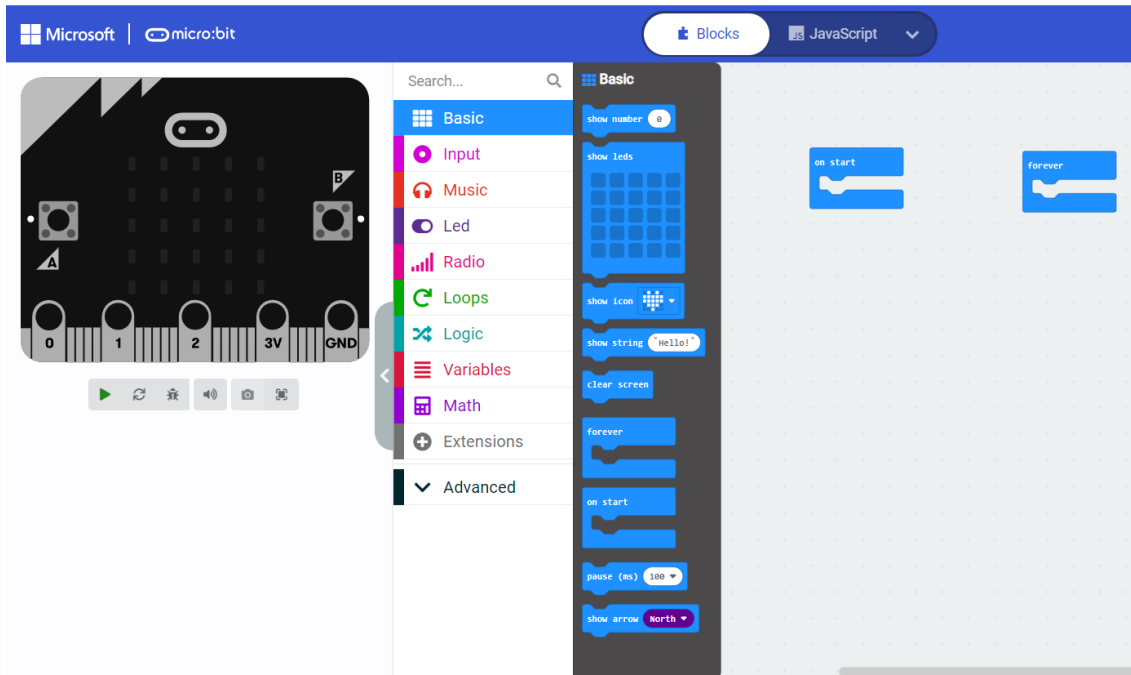 Microsoft micro:bit
Blocks
JS JavaScript
B
A
0 1 2 3V GND
Search...
Basic
Input
Music
Led
Radio
Loops
Logic
Variables
Math
Extensions
Advanced
Basic
show number 0
show leds
show icon
show string "Hello!"
clear screen
forever
on start
pause (ms) 100
show arrow North
on start
forever